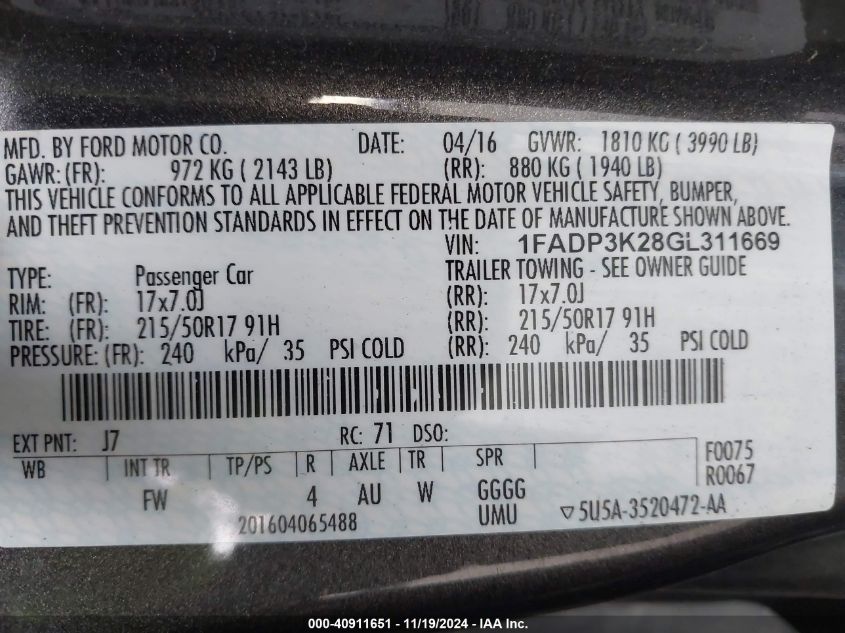 MFD. BY FORD MOTOR CO. DATE: 04/16 GVWR: 1810 KG ( 3990 LB)
GAWR: (FR): 972 KG ( 2143 LB) (RR): 880 KG ( 1940 LB)
THIS VEHICLE CONFORMS TO ALL APPLICABLE FEDERAL MOTOR VEHICLE SAFETY, BUMPER,
AND THEFT PREVENTION STANDARDS IN EFFECT ON THE DATE OF MANUFACTURE SHOWN ABOVE.
VIN: 1FADP3K28GL311669
TYPE: Passenger Car TRAILER TOWING - SEE OWNER GUIDE
RIM: (FR): 17x7.0J (RR): 17x7.0J
TIRE: (FR): 215/50R17 91H (RR): 215/50R17 91H
PRESSURE: (FR): 240 kPa/ 35 PSI COLD (RR): 240 kPa/ 35 PSI COLD
EXT PNT: J7 RC: 71 DSO:
WB INT TR TP/PS R AXLE TR SPR F0075
R0067
FW 4 AU W GGGG
201604065488 UMU ▽5U5A-3520472-AA
000-40911651 - 11/19/2024 - IAA Inc.